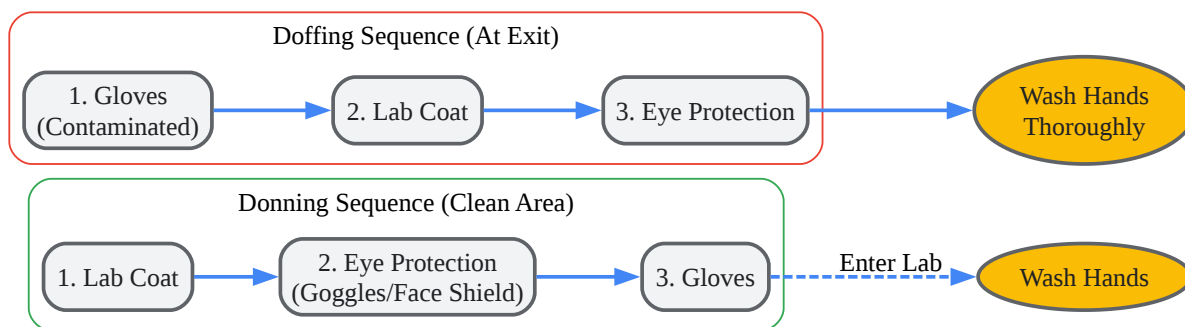 Doffing Sequence (At Exit)
1. Gloves
(Contaminated)
2. Lab Coat
3. Eye Protection
Wash Hands
Thoroughly
Donning Sequence (Clean Area)
1. Lab Coat
2. Eye Protection
(Goggles/Face Shield)
3. Gloves
Enter Lab
Wash Hands